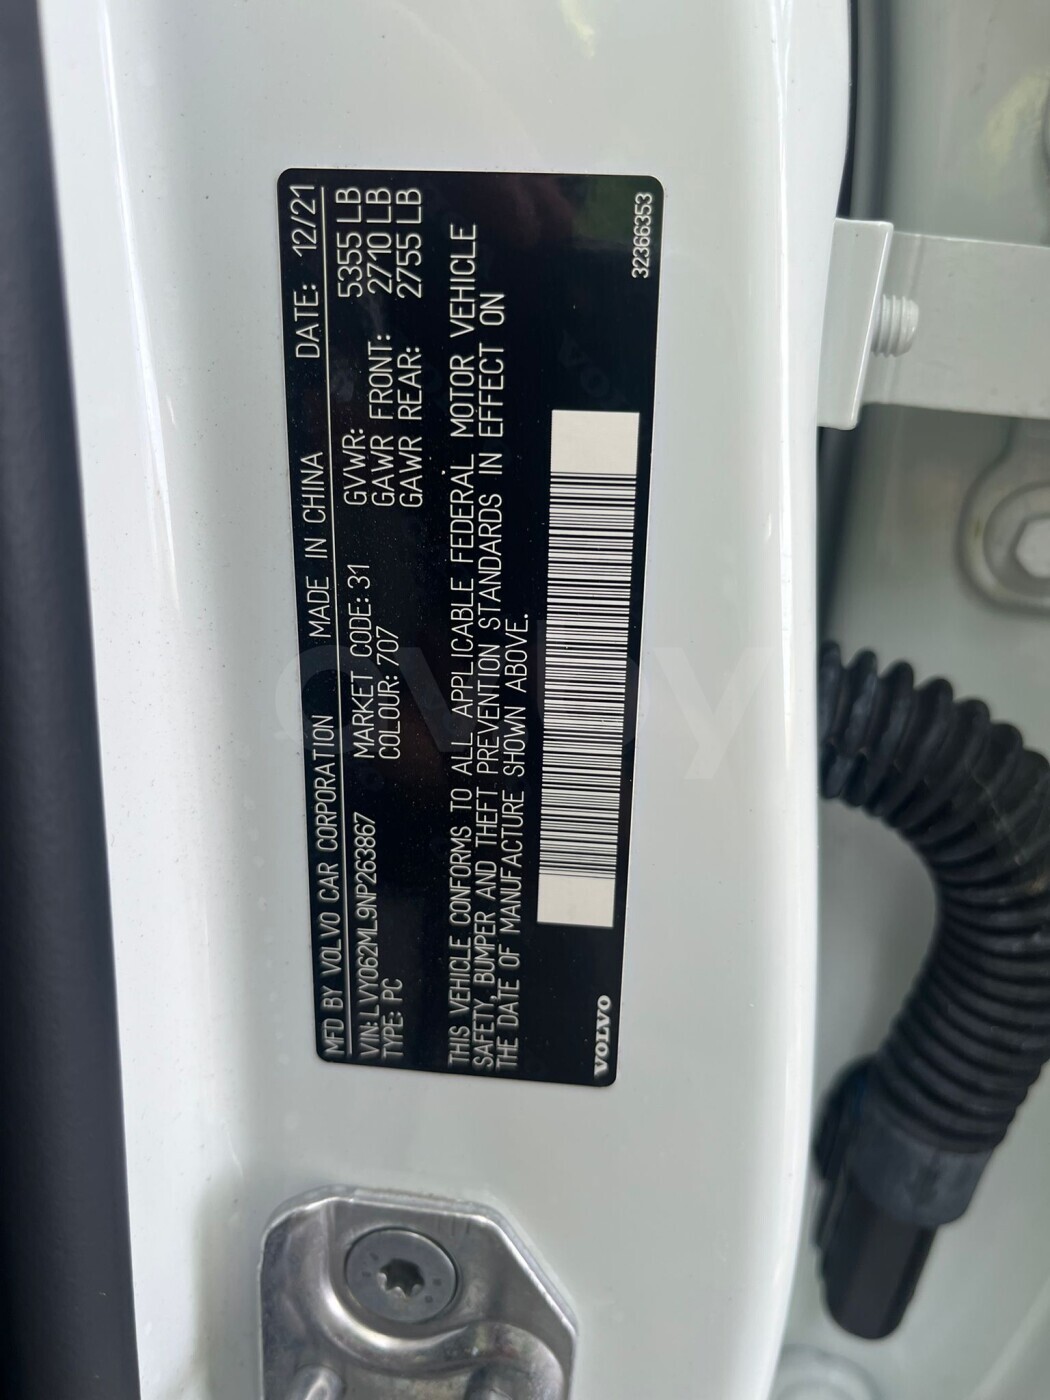 MFD BY VOLVO CAR CORPORATION MADE IN CHINA DATE: 12/21
VIN: LVY062ML9NP263867 MARKET CODE: 31 GVWR: 5355 LB
TYPE: PC COLOUR: 707 GAWR FRONT: 2710 LB
GAWR REAR: 2755 LB
THIS VEHICLE CONFORMS TO ALL APPLICABLE FEDERAL MOTOR VEHICLE
SAFETY, BUMPER AND THEFT PREVENTION STANDARDS IN EFFECT ON
THE DATE OF MANUFACTURE SHOWN ABOVE.
VOLVO 32366353
av.by